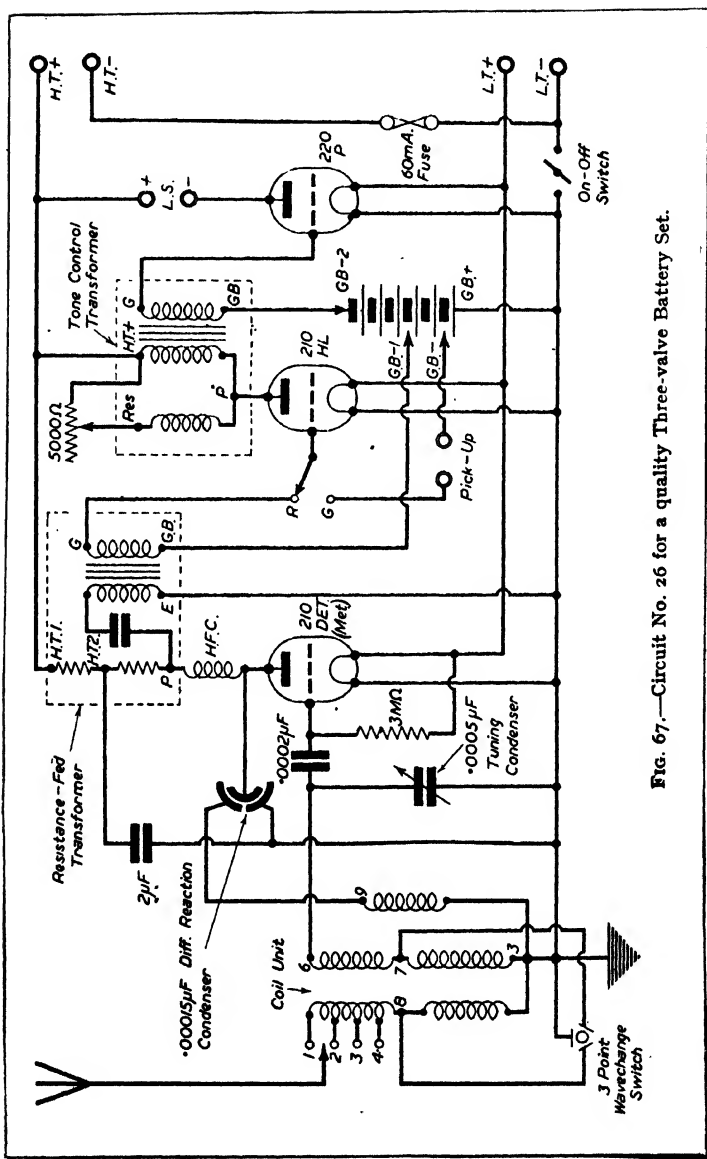 H.T.+
H.T.-
L.T.+
L.T.-
Tone Control
Transformer
5000Ω
Res
HT.+
G
P
GB
+
L.S.
-
220
P
60mA.
Fuse
On-Off
Switch
210
HL
GB-2
GB-1
GB-
GB.+
Pick-Up
R
G
Resistance-Fed
Transformer
H.T.1.
H.T.2.
P
G
E
G.B.
H.F.C.
210
DET.
(Met)
2µF
·00015µF Diff. Reaction
Condenser
·0002µF
3MΩ
·0005µF
Tuning
Condenser
Coil Unit
1
2
3
4
6
7
8
9
3
3 Point
Wavechange
Switch
FIG. 67.—Circuit No. 26 for a quality Three-valve Battery Set.